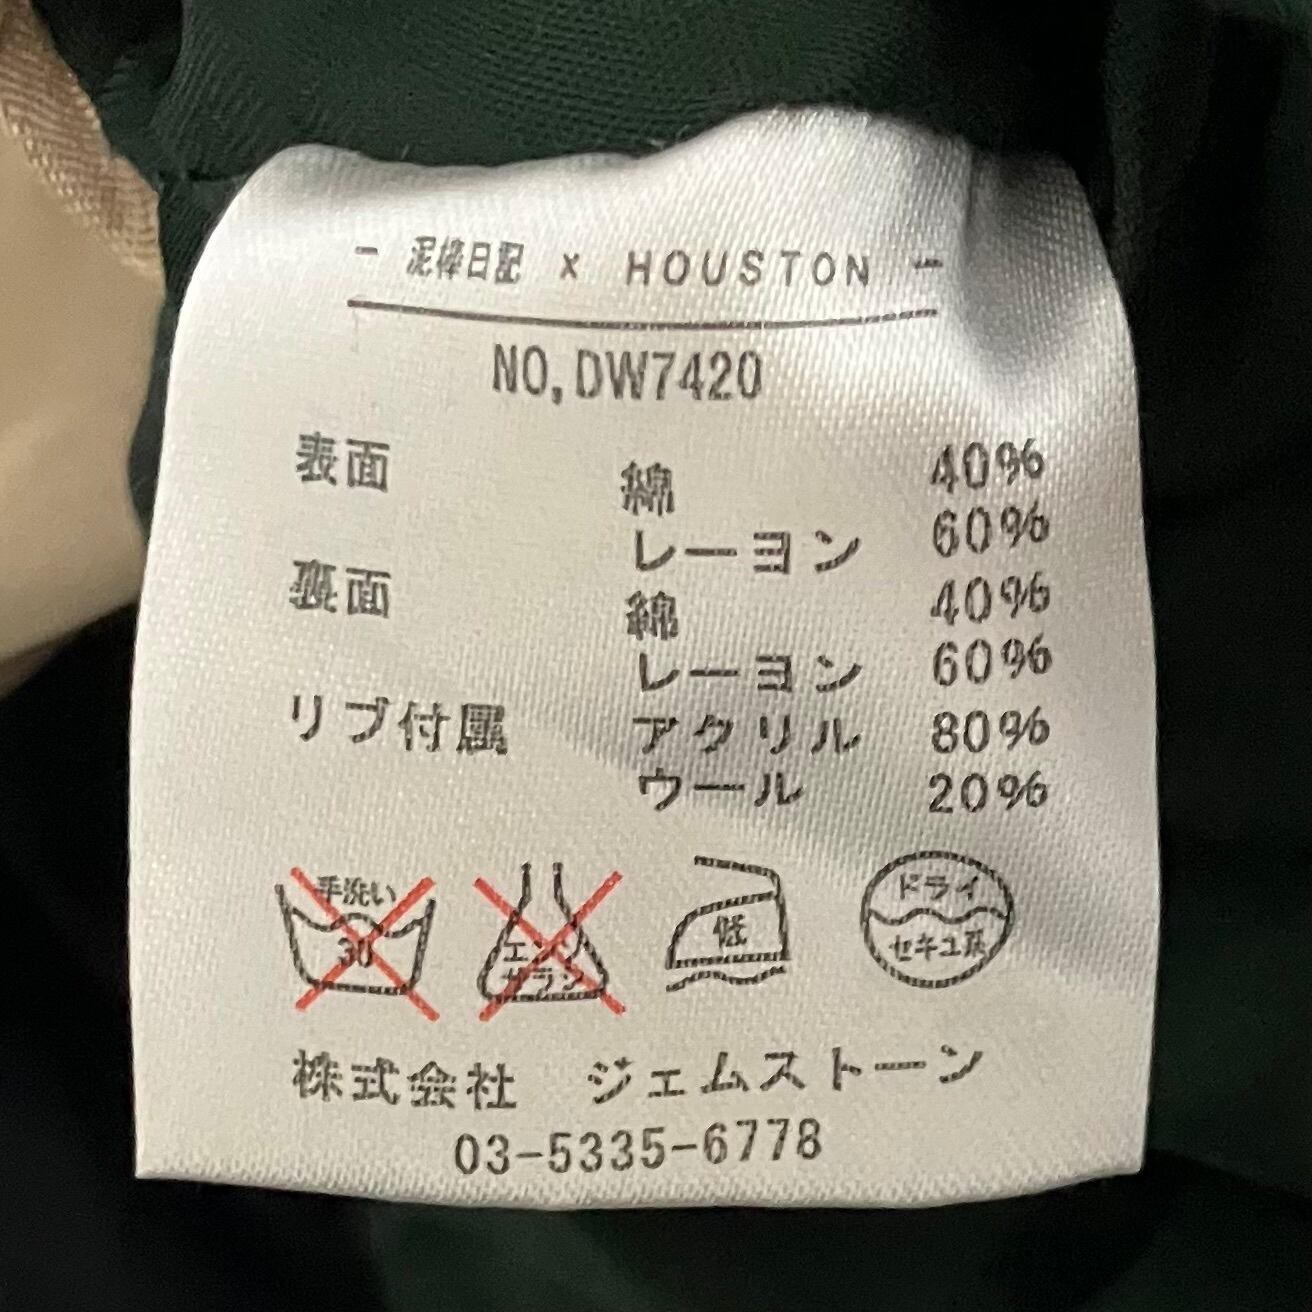 - 泥棒日記 × HOUSTON -
NO,DW7420
表面 綿 40%
レーヨン 60%
裏面 綿 40%
レーヨン 60%
リブ付属 アクリル 80%
ウール 20%
手洗い 30 エンソ サラシ 低 ドライ セキユ系
株式会社 ジェムストーン
03-5335-6778